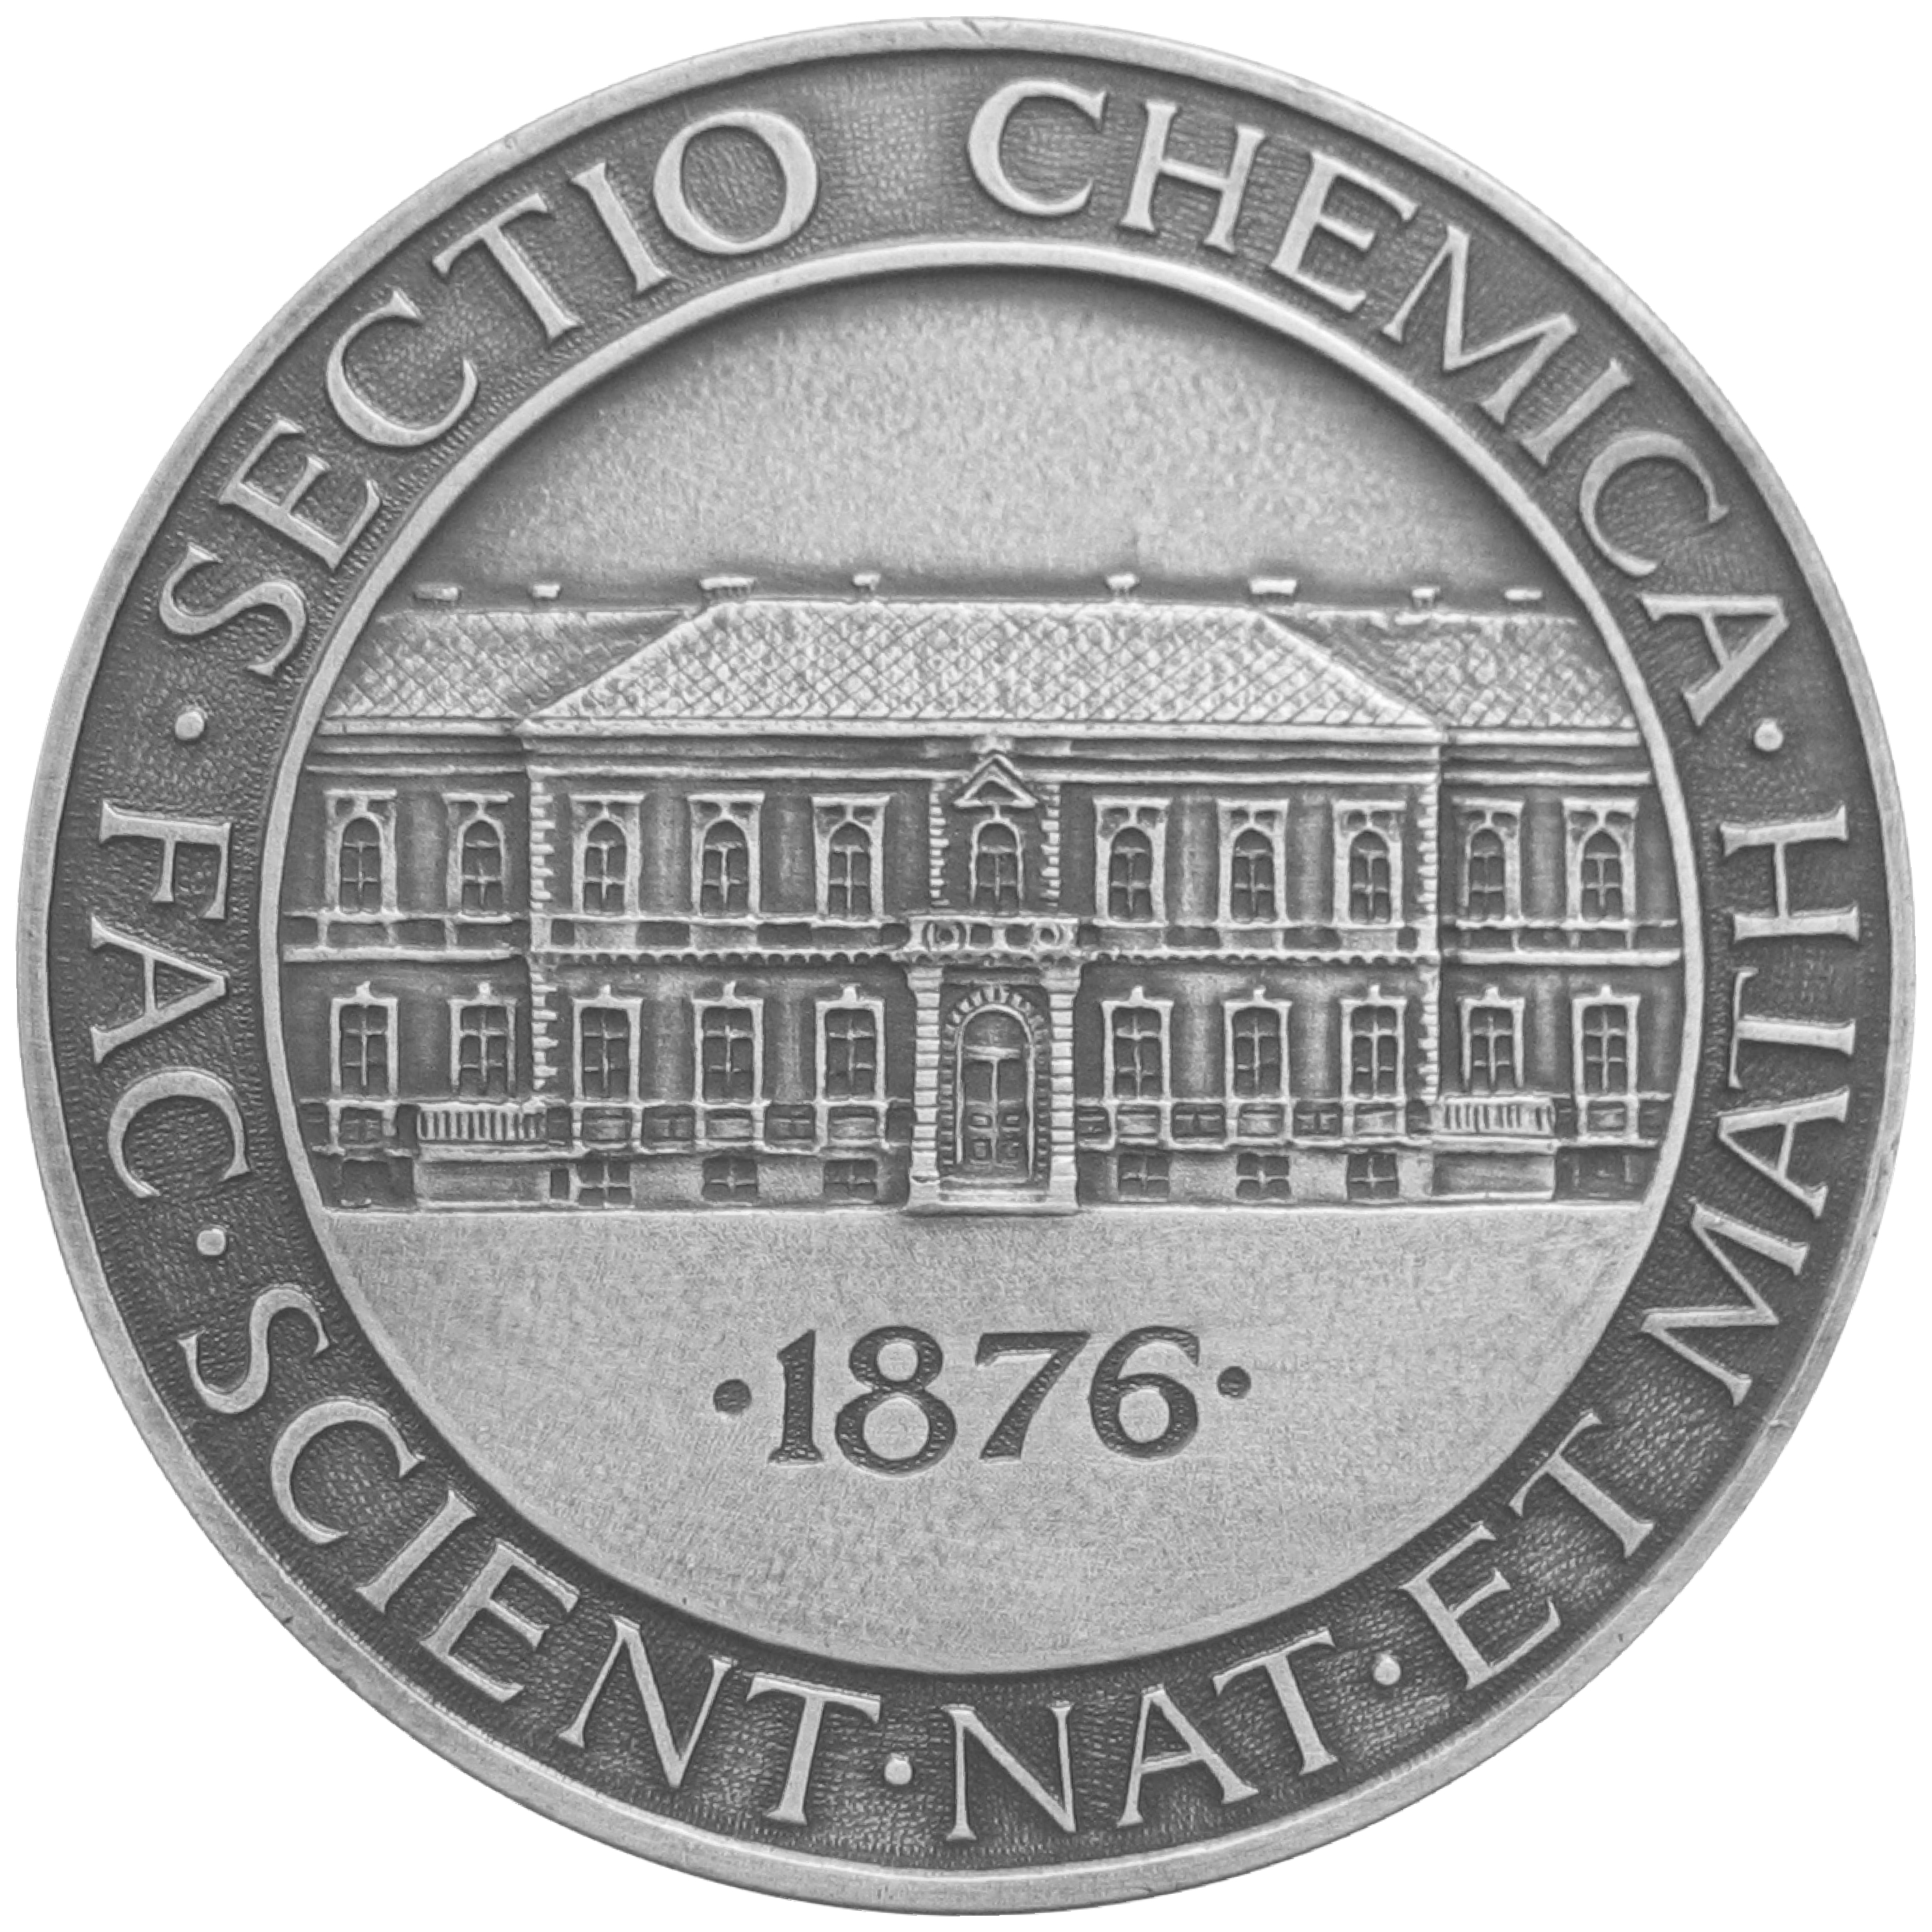 · SECTIO CHEMICA ·
FAC · SCIENT · NAT · ET MATH
· 1876 ·